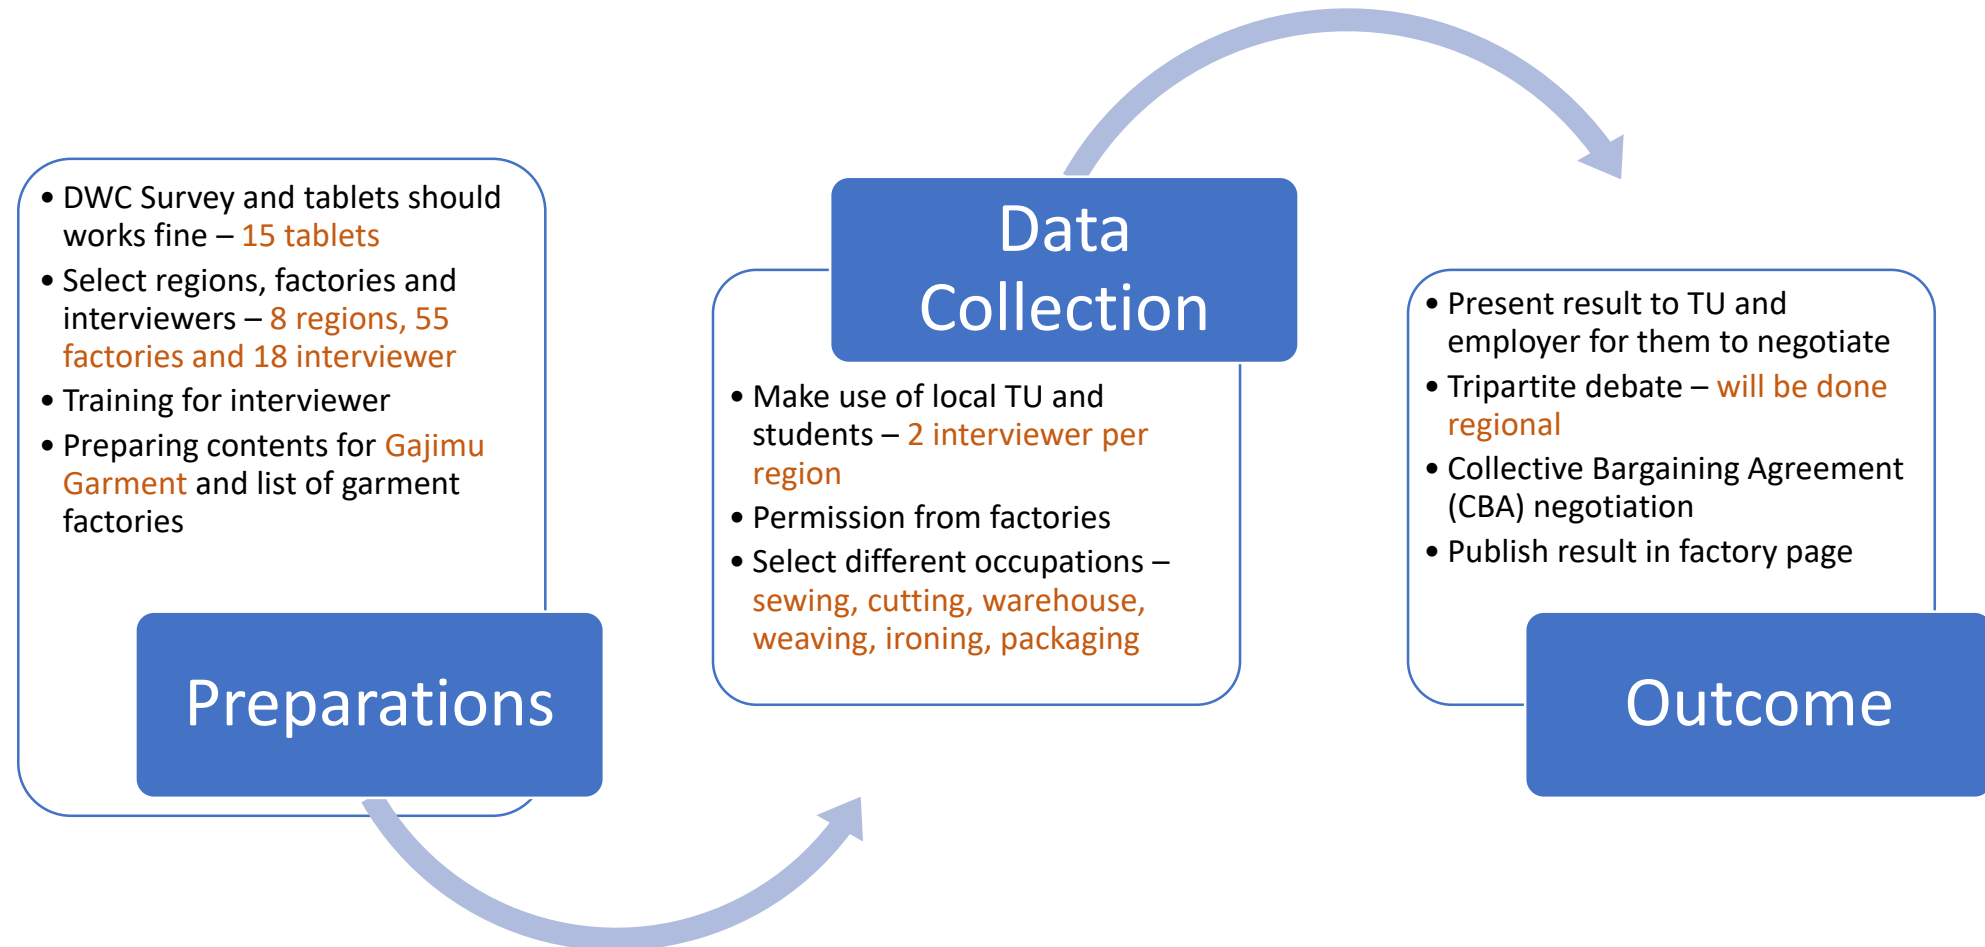 • DWC Survey and tablets should
works fine – 15 tablets
• Select regions, factories and
interviewers – 8 regions, 55
factories and 18 interviewer
• Training for interviewer
• Preparing contents for Gajimu
Garment and list of garment
factories
Preparations
Data
Collection
• Make use of local TU and
students – 2 interviewer per
region
• Permission from factories
• Select different occupations –
sewing, cutting, warehouse,
weaving, ironing, packaging
• Present result to TU and
employer for them to negotiate
• Tripartite debate – will be done
regional
• Collective Bargaining Agreement
(CBA) negotiation
• Publish result in factory page
Outcome